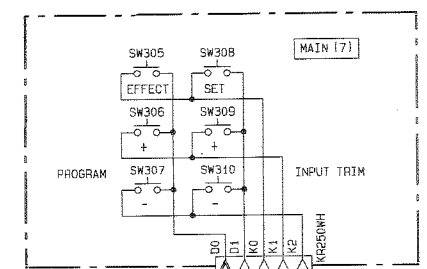 SW305 SW308
MAIN (7)
EFFECT SET
SW306 SW309
+ +
PROGRAM SW307 SW310 INPUT TRIM
- -
D0 D1 K0 K1 K2 KR250WH